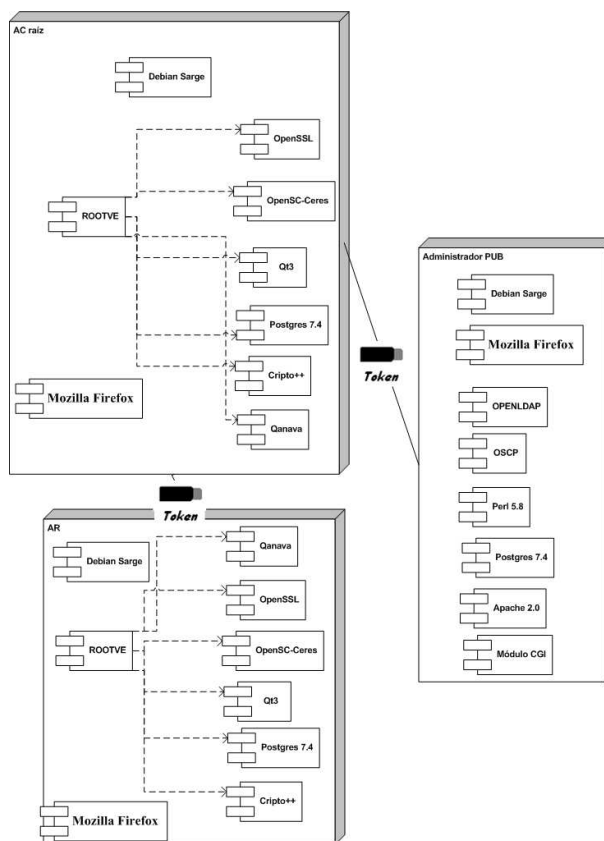 AC raíz
Debian Sarge
OpenSSL
OpenSC-Ceres
ROOTVE
Qt3
Postgres 7.4
Cripto++
Mozilla Firefox
Qanava
Token
Administrador PUB
Debian Sarge
Mozilla Firefox
OPENLDAP
OSCP
Perl 5.8
Postgres 7.4
Apache 2.0
Módulo CGI
Token
AR
Qanava
Debian Sarge
OpenSSL
ROOTVE
OpenSC-Ceres
Qt3
Postgres 7.4
Cripto++
Mozilla Firefox